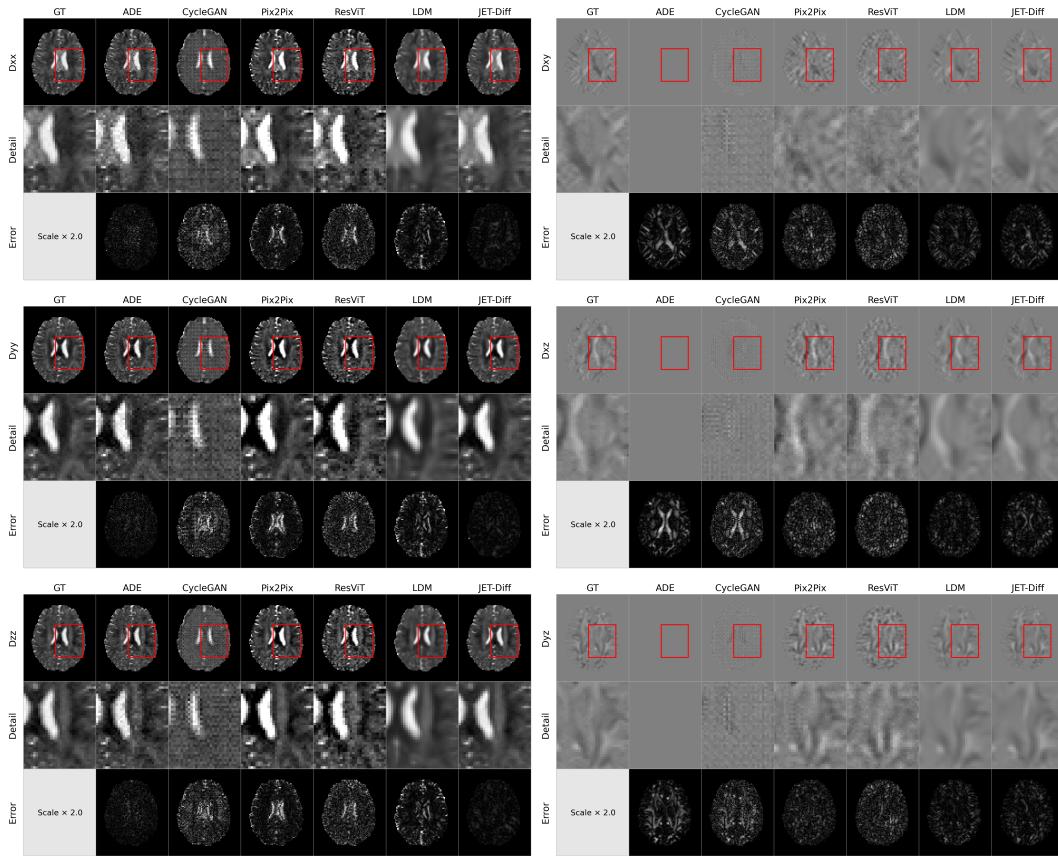 GT ADE CycleGAN Pix2Pix ResViT LDM JET-Diff
Dxx
Detail
Error
Scale × 2.0
GT ADE CycleGAN Pix2Pix ResViT LDM JET-Diff
Dxy
Detail
Error
Scale × 2.0
GT ADE CycleGAN Pix2Pix ResViT LDM JET-Diff
Dyy
Detail
Error
Scale × 2.0
GT ADE CycleGAN Pix2Pix ResViT LDM JET-Diff
Dxz
Detail
Error
Scale × 2.0
GT ADE CycleGAN Pix2Pix ResViT LDM JET-Diff
Dzz
Detail
Error
Scale × 2.0
GT ADE CycleGAN Pix2Pix ResViT LDM JET-Diff
Dyz
Detail
Error
Scale × 2.0